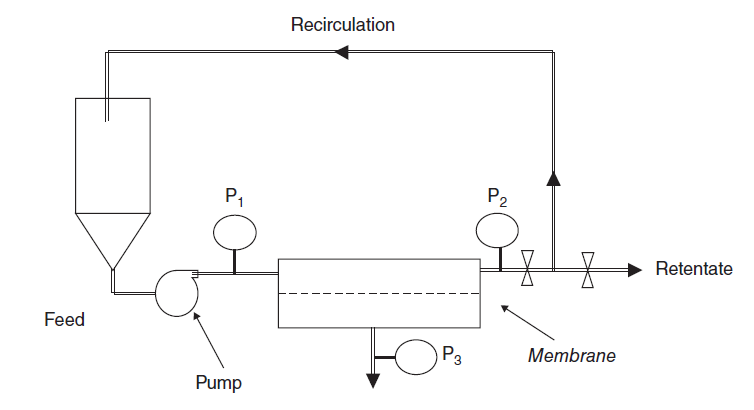 Recirculation
P1
P2
Retentate
Feed
P3
Membrane
Pump